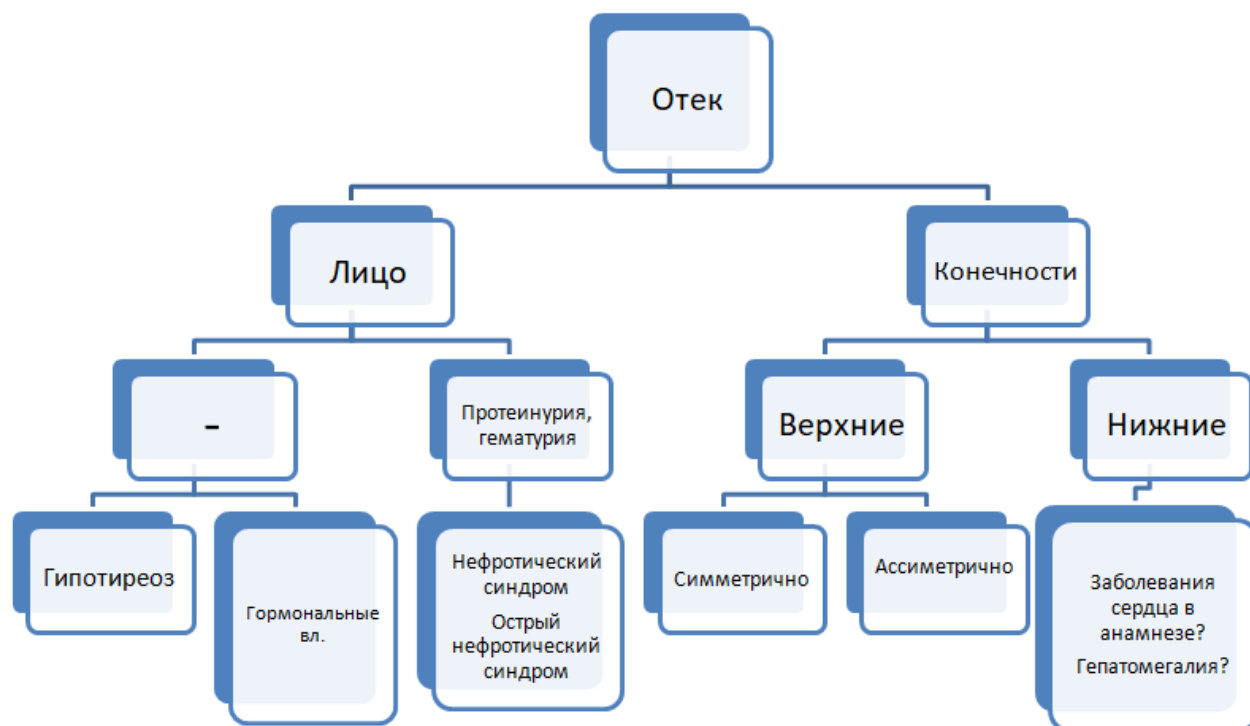 Отек
Лицо
Конечности
-
Протеинурия,
гематурия
Верхние
Нижние
Гипотиреоз
Гормональные
вл.
Нефротический
синдром
Острый
нефротический
синдром
Симметрично
Ассиметрично
Заболевания
сердца в
анамнезе?
Гепатомегалия?